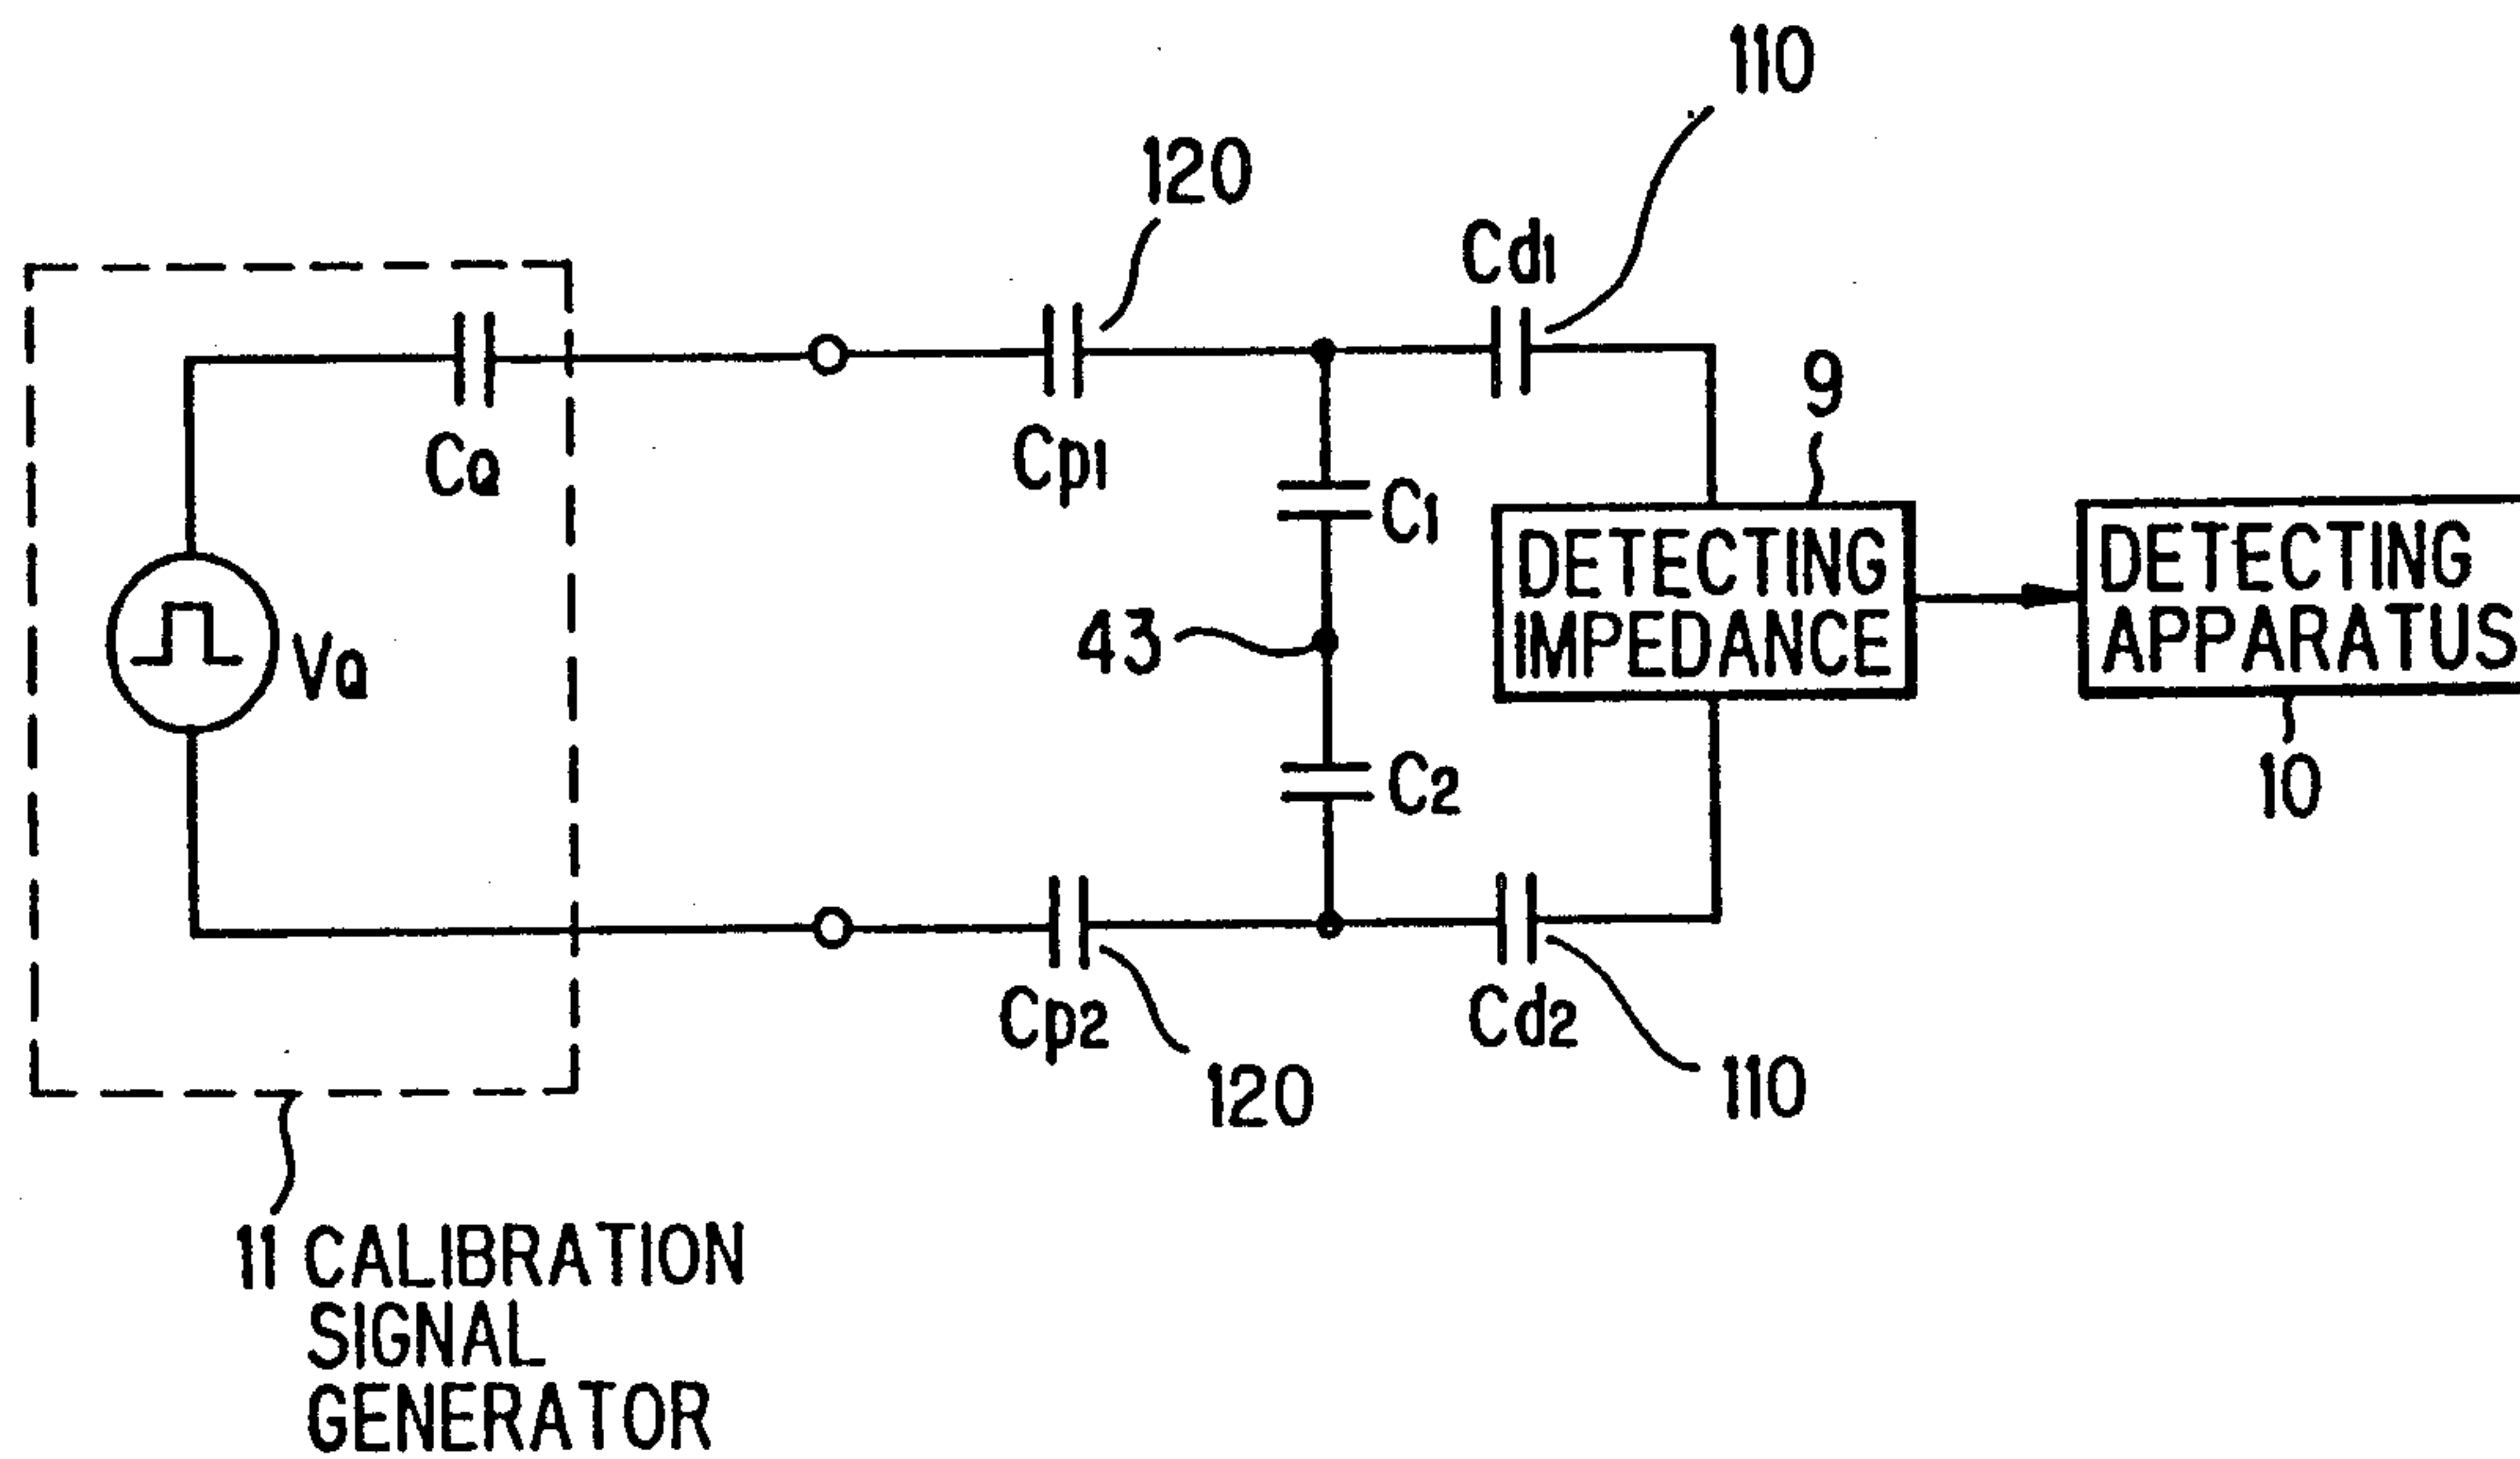 110
120
Cd1
9
CQ
Cp1
C1
DETECTING
IMPEDANCE
DETECTING
APPARATUS
43
VQ
C2
10
Cp2
Cd2
120
110
11 CALIBRATION
SIGNAL
GENERATOR